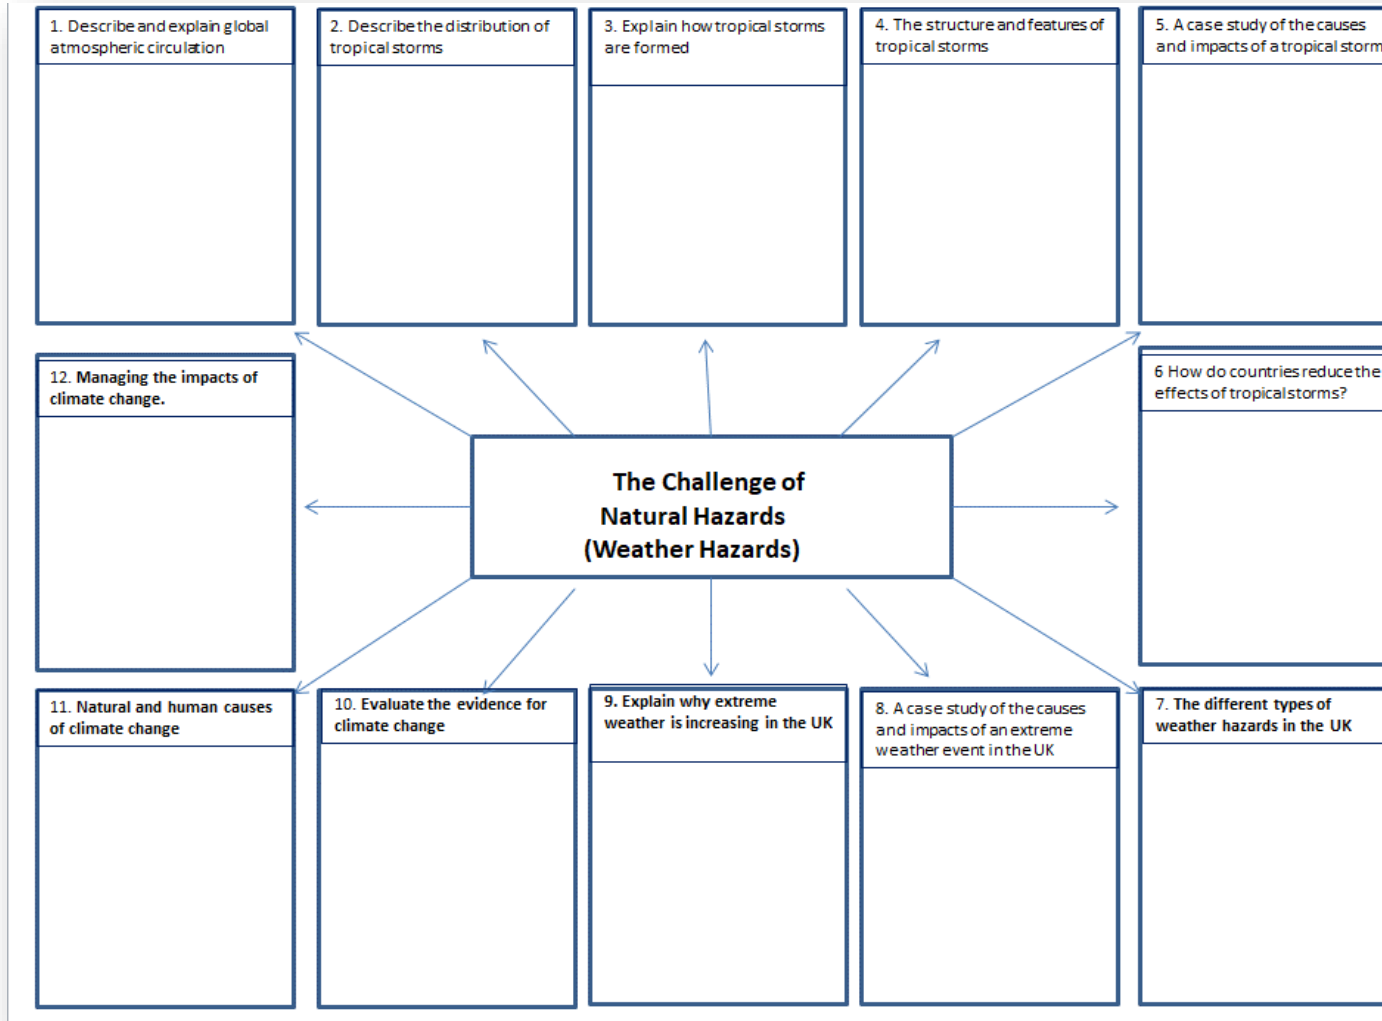 1. Describe and explain global
atmospheric circulation
2. Describe the distribution of
tropical storms
3. Explain how tropical storms
are formed
4. The structure and features of
tropical storms
5. A case study of the causes
and impacts of a tropical storm
12. Managing the impacts of
climate change.
6 How do countries reduce the
effects of tropical storms?
The Challenge of
Natural Hazards
(Weather Hazards)
11. Natural and human causes
of climate change
10. Evaluate the evidence for
climate change
9. Explain why extreme
weather is increasing in the UK
8. A case study of the causes
and impacts of an extreme
weather event in the UK
7. The different types of
weather hazards in the UK